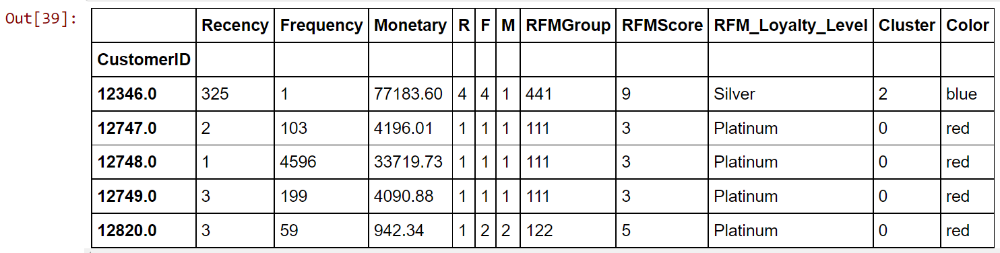 Out[39]:
Recency Frequency Monetary R F M RFMGroup RFMScore RFM_Loyalty_Level Cluster Color
CustomerID
12346.0 325 1 77183.60 4 4 1 441 9 Silver 2 blue
12747.0 2 103 4196.01 1 1 1 111 3 Platinum 0 red
12748.0 1 4596 33719.73 1 1 1 111 3 Platinum 0 red
12749.0 3 199 4090.88 1 1 1 111 3 Platinum 0 red
12820.0 3 59 942.34 1 2 2 122 5 Platinum 0 red